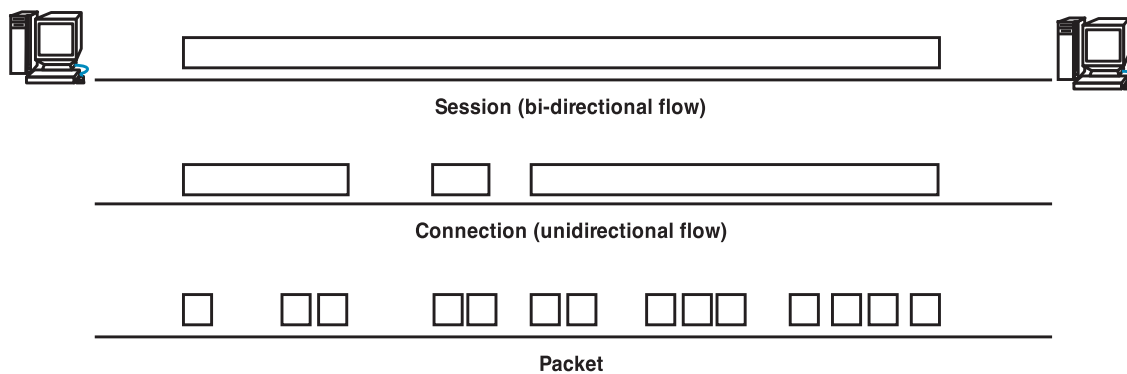 Session (bi-directional flow)
Connection (unidirectional flow)
Packet